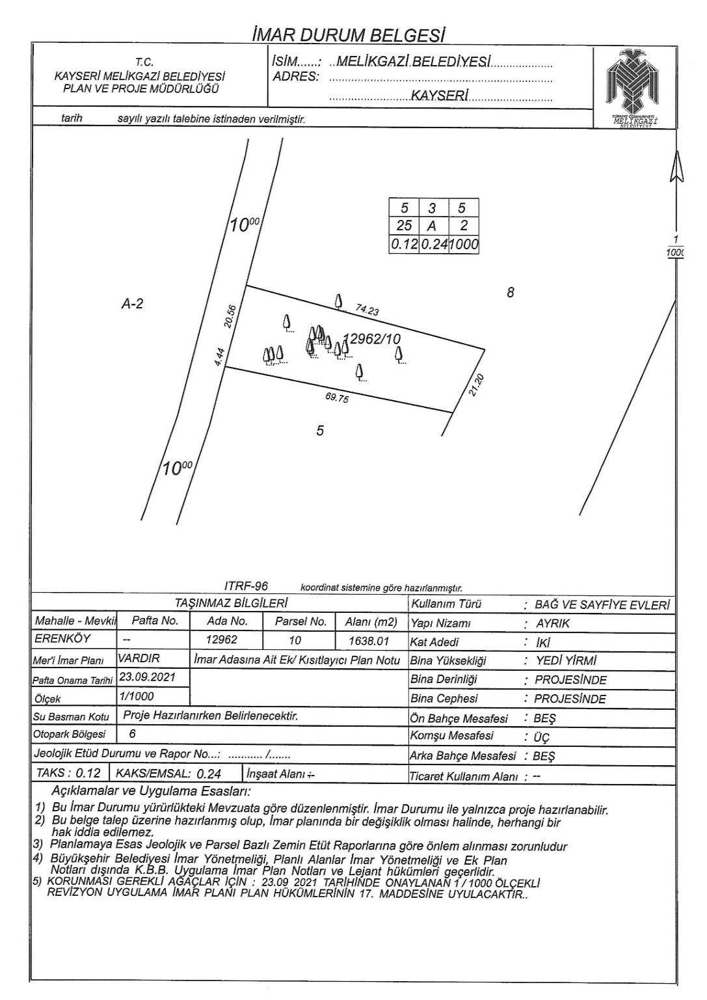 İMAR DURUM BELGESİ
T.C.
KAYSERİ MELİKGAZİ BELEDİYESİ
PLAN VE PROJE MÜDÜRLÜĞÜ
İSİM......: ..MELİKGAZİ BELEDİYESİ....................
ADRES: ..............................................................
......................KAYSERİ.......................
TÜRKİYE CUMHURİYETİ
MELİKGAZİ
BELEDİYESİ
tarih sayılı yazılı talebine istinaden verilmiştir.
5 3 5
25 A 2
0.12 0.24 1000
10⁰⁰
1
1000
8
A-2
74.23
20.56
12962/10
4.44
21.20
69.75
5
10⁰⁰
ITRF-96 koordinat sistemine göre hazırlanmıştır.
TAŞINMAZ BİLGİLERİ
Kullanım Türü : BAĞ VE SAYFİYE EVLERİ
Mahalle - Mevkii Pafta No. Ada No. Parsel No. Alanı (m2)
Yapı Nizamı : AYRIK
ERENKÖY -- 12962 10 1638.01
Kat Adedi : İKİ
Mer'i İmar Planı VARDIR İmar Adasına Ait Ek/ Kısıtlayıcı Plan Notu
Bina Yüksekliği : YEDİ YİRMİ
Pafta Onama Tarihi 23.09.2021
Bina Derinliği : PROJESİNDE
Ölçek 1/1000
Bina Cephesi : PROJESİNDE
Su Basman Kotu Proje Hazırlanırken Belirlenecektir.
Ön Bahçe Mesafesi : BEŞ
Otopark Bölgesi 6
Komşu Mesafesi : ÜÇ
Jeolojik Etüd Durumu ve Rapor No...: ........... /.......
Arka Bahçe Mesafesi : BEŞ
TAKS : 0.12 KAKS/EMSAL: 0.24 İnşaat Alanı :-
Ticaret Kullanım Alanı : --
Açıklamalar ve Uygulama Esasları:
1) Bu İmar Durumu yürürlükteki Mevzuata göre düzenlenmiştir. İmar Durumu ile yalnızca proje hazırlanabilir.
2) Bu belge talep üzerine hazırlanmış olup, İmar planında bir değişiklik olması halinde, herhangi bir
hak iddia edilemez.
3) Planlamaya Esas Jeolojik ve Parsel Bazlı Zemin Etüt Raporlarına göre önlem alınması zorunludur
4) Büyükşehir Belediyesi İmar Yönetmeliği, Planlı Alanlar İmar Yönetmeliği ve Ek Plan
Notları dışında K.B.B. Uygulama İmar Plan Notları ve Lejant hükümleri geçerlidir.
5) KORUNMASI GEREKLİ AĞAÇLAR İÇİN : 23.09 2021 TARİHİNDE ONAYLANAN 1 / 1000 ÖLÇEKLİ
REVİZYON UYGULAMA İMAR PLANI PLAN HÜKÜMLERİNİN 17. MADDESİNE UYULACAKTIR..